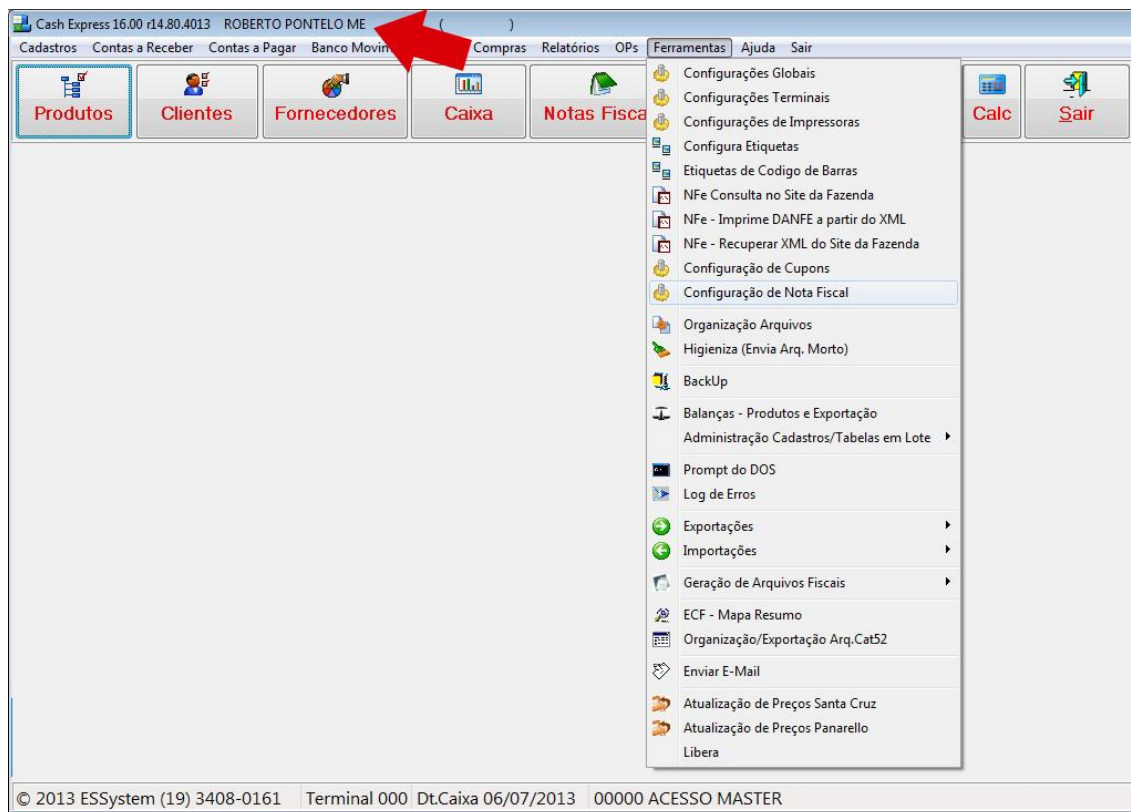 Cash Express 16.00 r14.80.4013 ROBERTO PONTELO ME ( )
Cadastros Contas a Receber Contas a Pagar Banco Compras Relatórios OPs Ferramentas Ajuda Sair
Produtos Clientes Fornecedores Caixa Notas Calc Sair
Configurações Globais
Configurações Terminais
Configurações de Impressoras
Configura Etiquetas
Etiquetas de Codigo de Barras
NFe Consulta no Site da Fazenda
NFe - Imprime DANFE a partir do XML
NFe - Recuperar XML do Site da Fazenda
Configuração de Cupons
Configuração de Nota Fiscal
Organização Arquivos
Higieniza (Envia Arq. Morto)
BackUp
Balanças - Produtos e Exportação
Administração Cadastros/Tabelas em Lote
Prompt do DOS
Log de Erros
Exportações
Importações
Geração de Arquivos Fiscais
ECF - Mapa Resumo
Organização/Exportação Arq.Cat52
Enviar E-Mail
Atualização de Preços Santa Cruz
Atualização de Preços Panarello
Libera
© 2013 ESSystem (19) 3408-0161 Terminal 000 Dt.Caixa 06/07/2013 00000 ACESSO MASTER